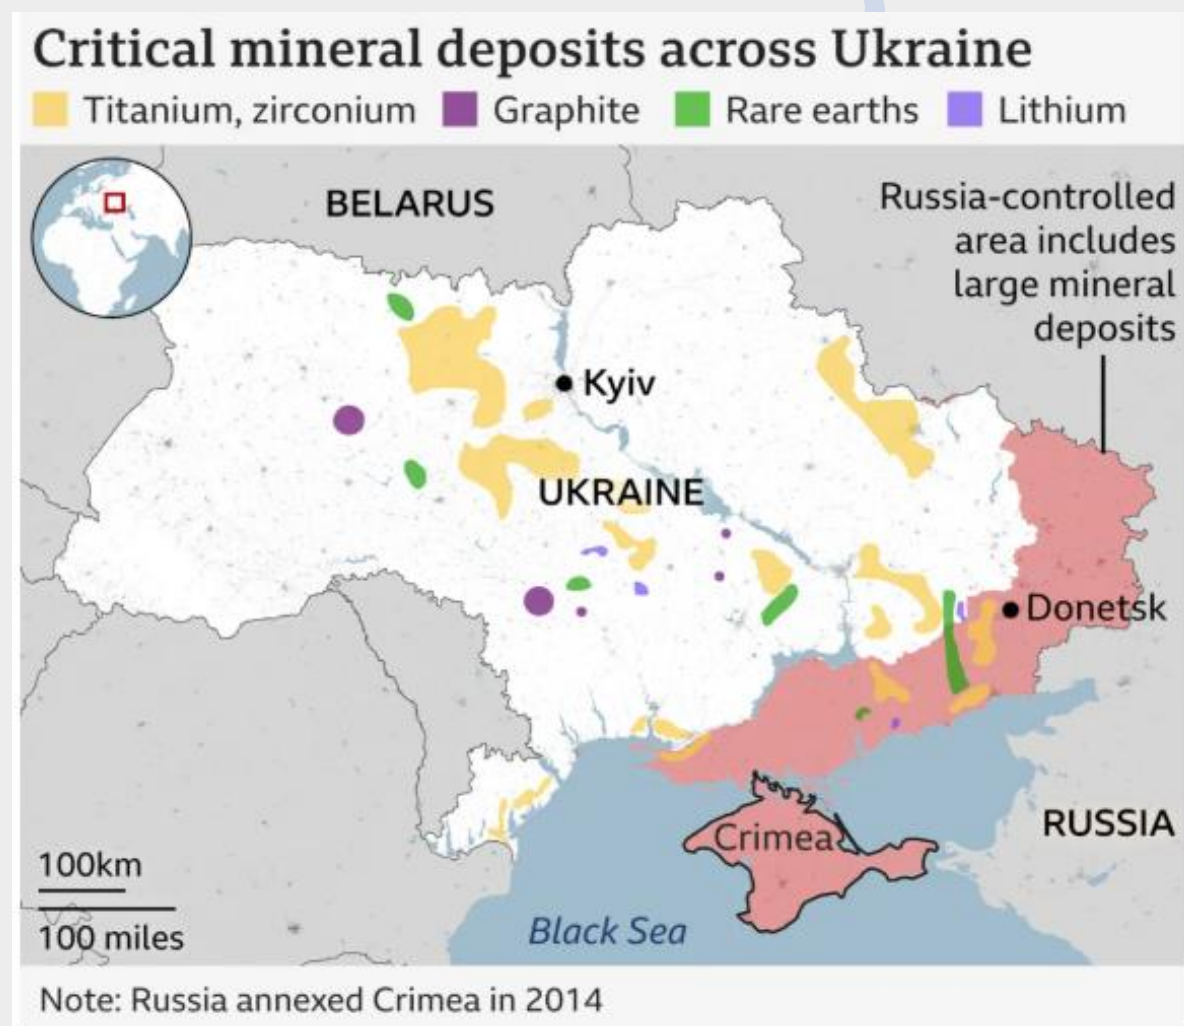 Critical mineral deposits across Ukraine
Titanium, zirconium Graphite Rare earths Lithium
BELARUS
Russia-controlled
area includes
large mineral
deposits
Kyiv
UKRAINE
Donetsk
Crimea
RUSSIA
100km
100 miles
Black Sea
Note: Russia annexed Crimea in 2014